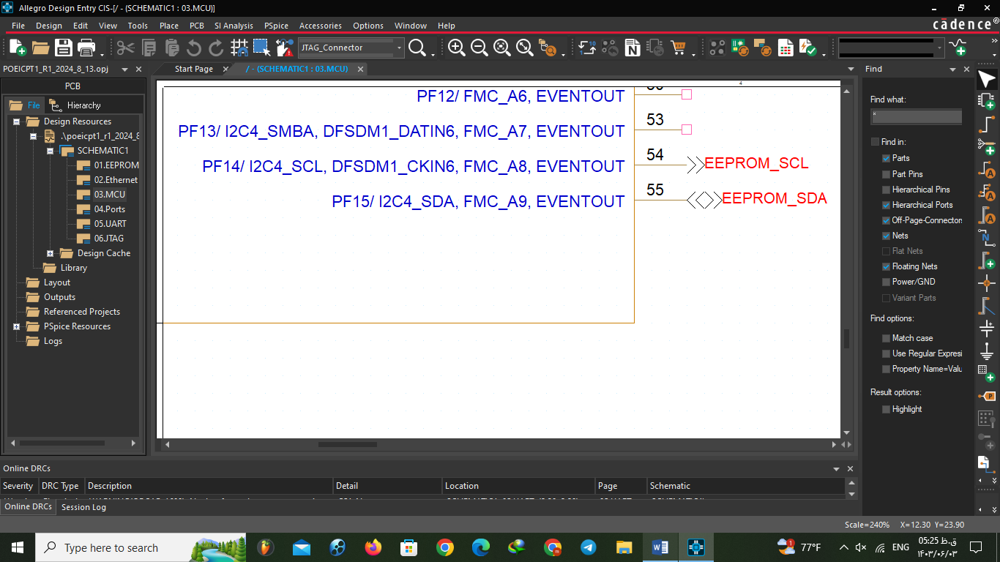 Allegro Design Entry CIS-[/ - (SCHEMATIC1 : 03.MCU)]
File Design Edit View Tools Place PCB SI Analysis PSpice Accessories Options Window Help
cadence®
JTAG_Connector
POEICPT1_R1_2024_8_13.opj
Start Page
/ - (SCHEMATIC1 : 03.MCU)
Find
PCB
File
Hierarchy
Design Resources
.\poeicpt1_r1_2024_8
SCHEMATIC1
01.EEPROM
02.Ethernet
03.MCU
04.Ports
05.UART
06.JTAG
Design Cache
Library
Layout
Outputs
Referenced Projects
PSpice Resources
Logs
4
PF12/ FMC_A6, EVENTOUT
53
PF13/ I2C4_SMBA, DFSDM1_DATIN6, FMC_A7, EVENTOUT
54
PF14/ I2C4_SCL, DFSDM1_CKIN6, FMC_A8, EVENTOUT
EEPROM_SCL
55
PF15/ I2C4_SDA, FMC_A9, EVENTOUT
EEPROM_SDA
Find what:
*
Find in:
Parts
Part Pins
Hierarchical Pins
Hierarchical Ports
Off-Page-Connectors
Nets
Flat Nets
Floating Nets
Power/GND
Variant Parts
Find options:
Match case
Use Regular Expressi
Property Name=Valu
Result options:
Highlight
Online DRCs
Severity DRC Type Description Detail Location Page Schematic
Online DRCs Session Log
Scale=240% X=12.30 Y=23.90
Type here to search
1
77°F
ENG
05:25 ق.ظ
۱۴۰۳/۰۶/۰۳